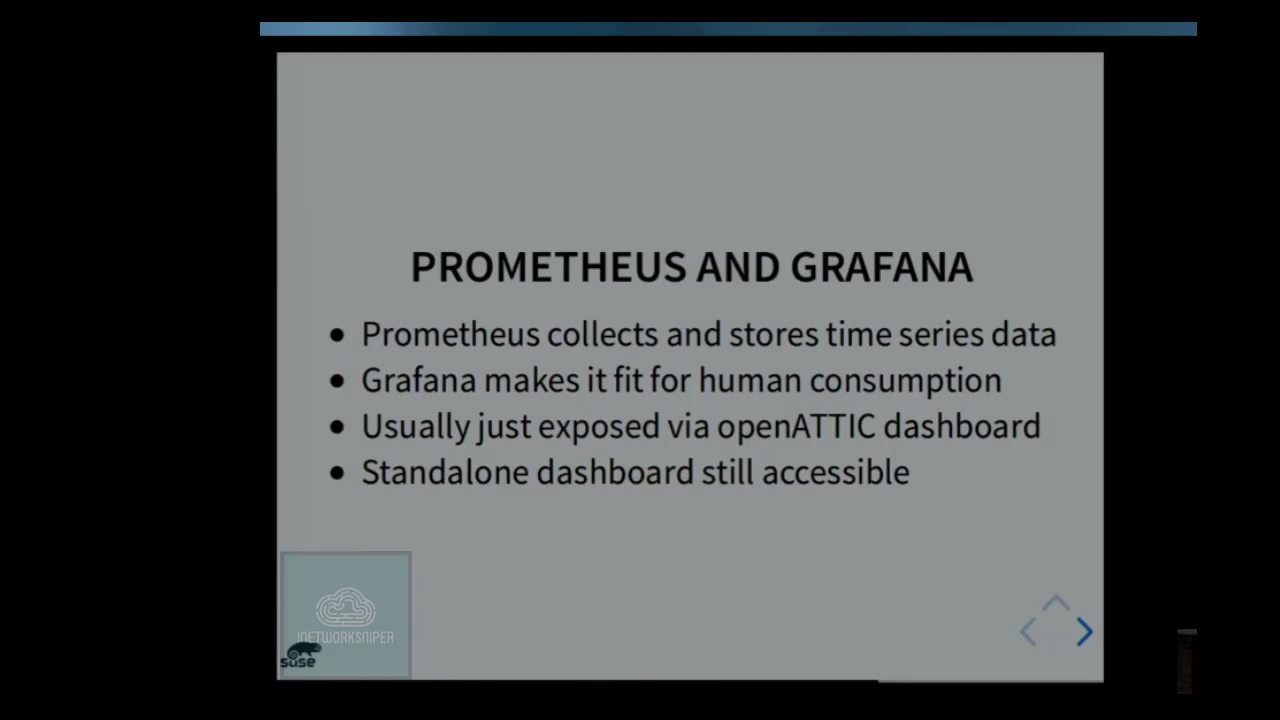 PROMETHEUS AND GRAFANA
Prometheus collects and stores time series data
Grafana makes it fit for human consumption
Usually just exposed via openATTIC dashboard
Standalone dashboard still accessible
NETWORKSNIPER
suse